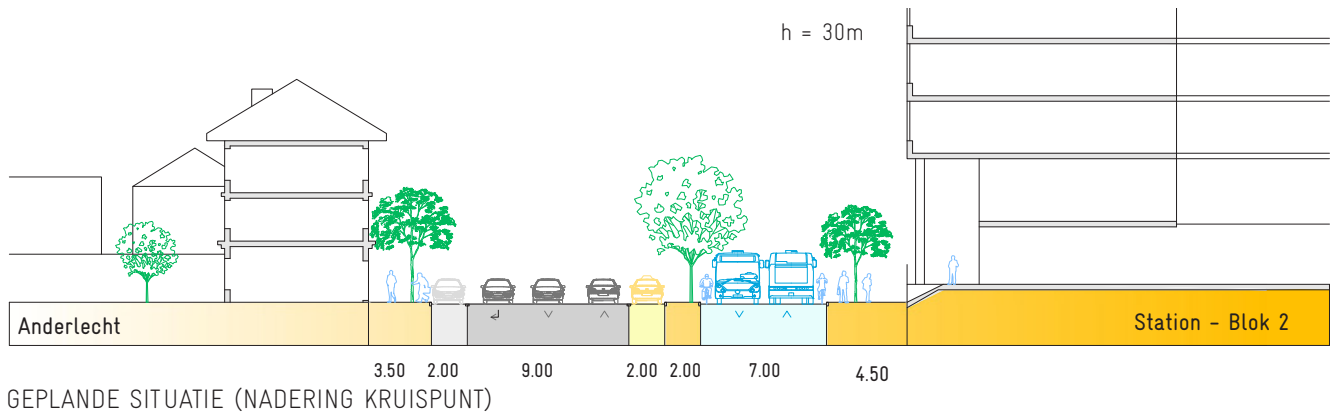 h = 30m
Anderlecht
Station - Blok 2
3.50 2.00 9.00 2.00 2.00 7.00 4.50
GEPLANDE SITUATIE (NADERING KRUISPUNT)